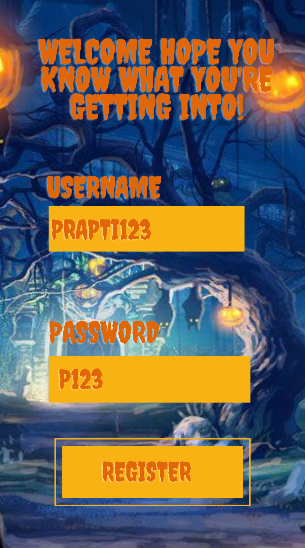 WELCOME HOPE YOU
KNOW WHAT YOU'RE
GETTING INTO!
USERNAME
PRAPTI123
PASSWORD
P123
REGISTER